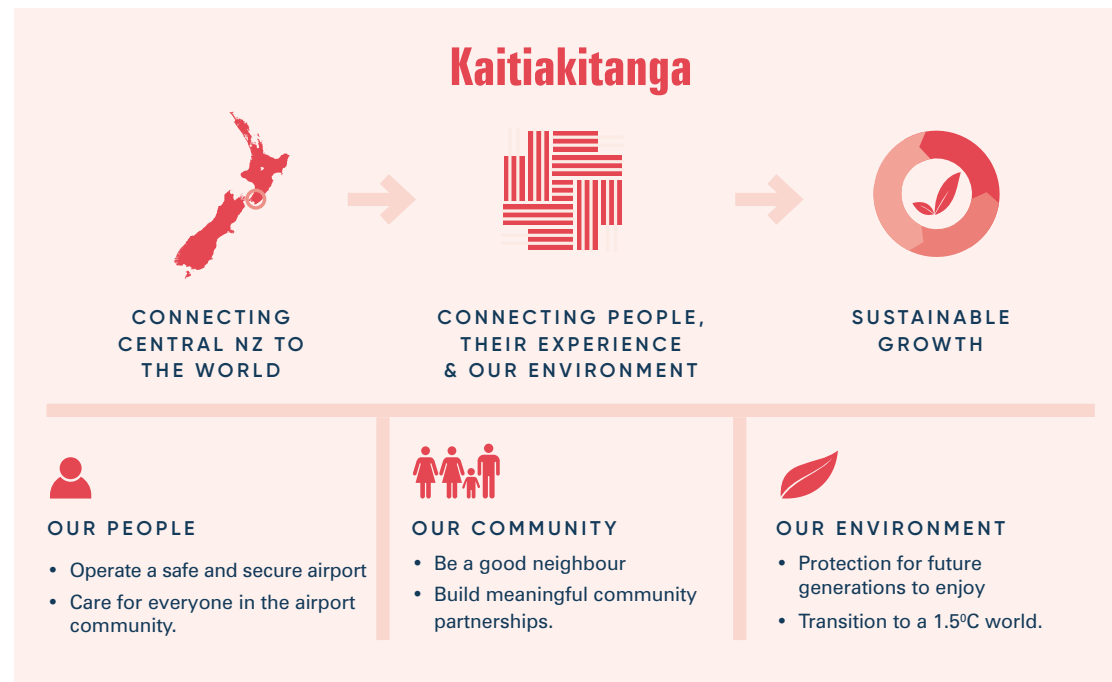 Kaitiakitanga
CONNECTING
CENTRAL NZ TO
THE WORLD
CONNECTING PEOPLE,
THEIR EXPERIENCE
& OUR ENVIRONMENT
SUSTAINABLE
GROWTH
OUR PEOPLE
• Operate a safe and secure airport
• Care for everyone in the airport
community.
OUR COMMUNITY
• Be a good neighbour
• Build meaningful community
partnerships.
OUR ENVIRONMENT
• Protection for future
generations to enjoy
• Transition to a 1.5⁰C world.